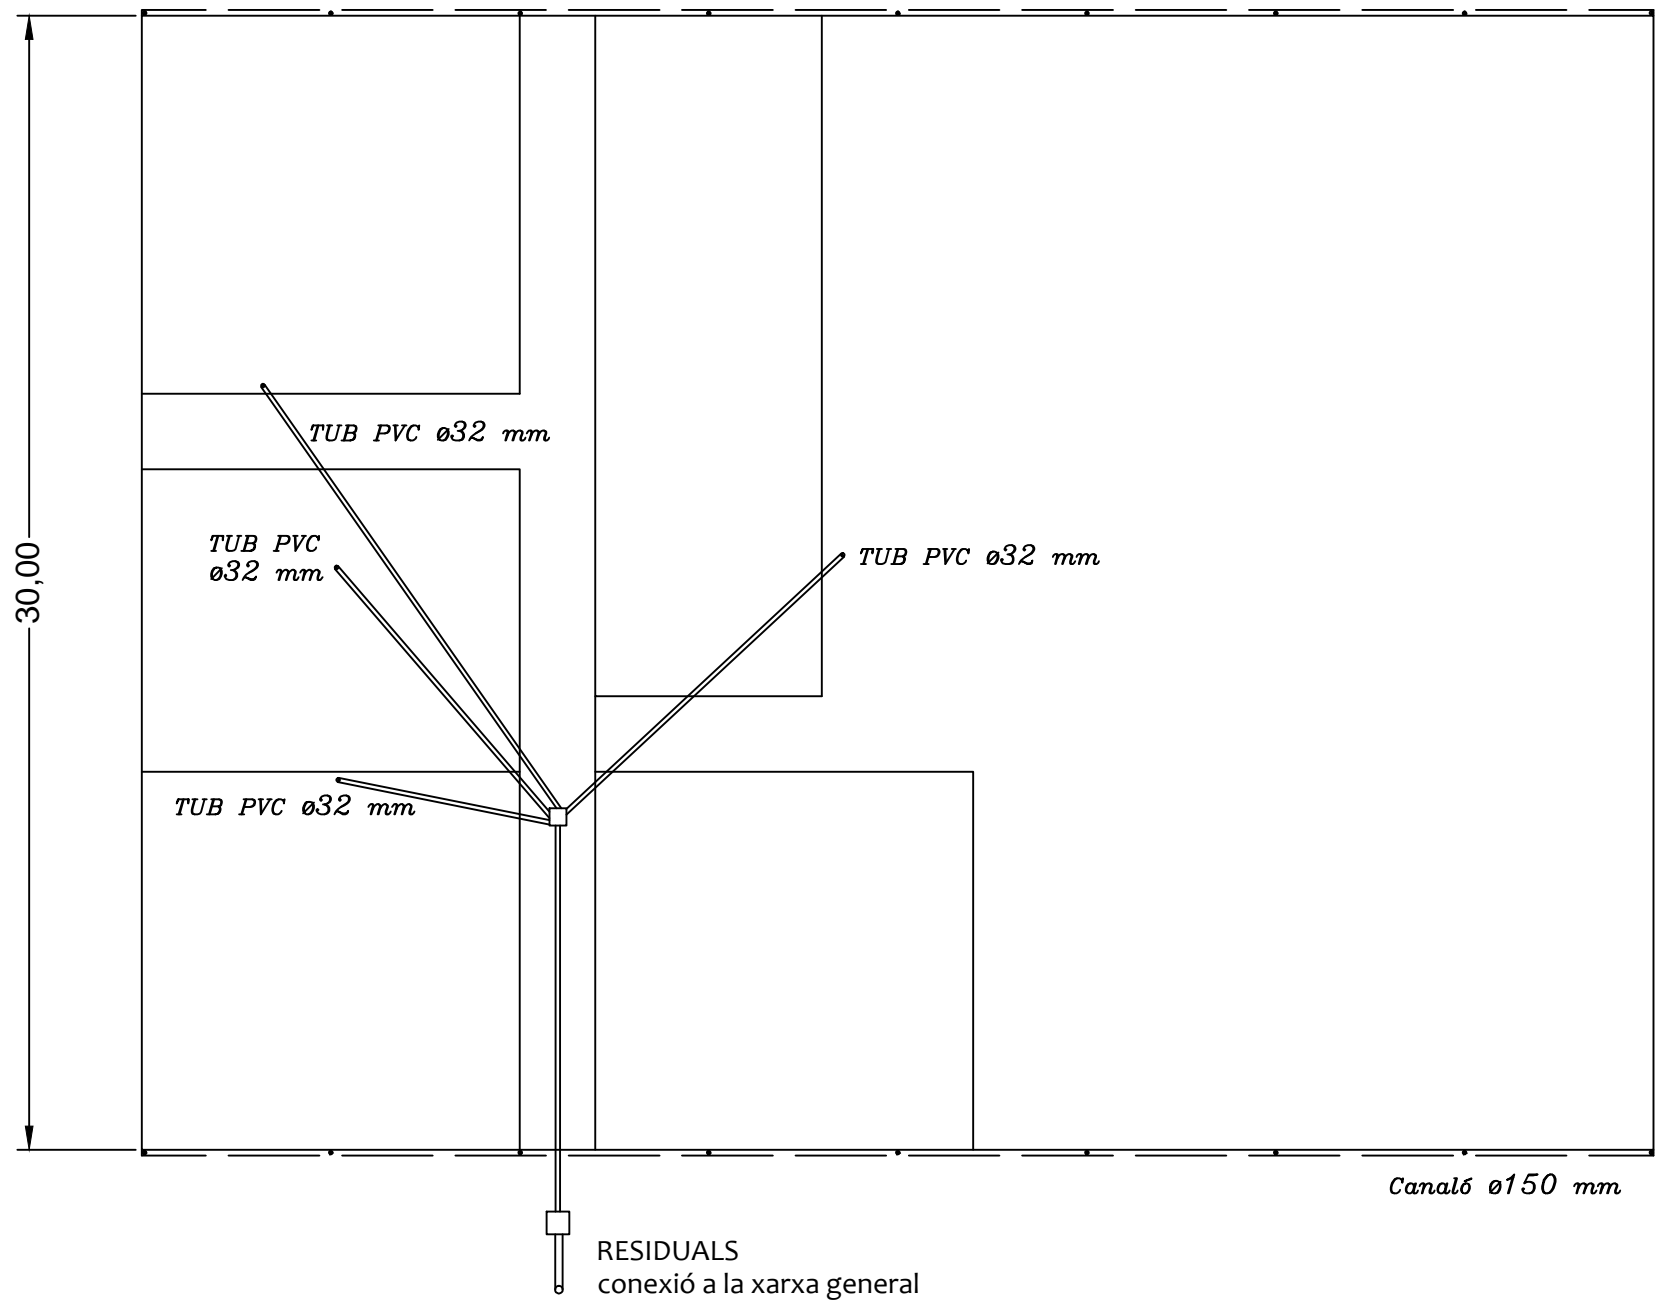 30,00
TUB PVC ø32 mm
TUB PVC
ø32 mm
TUB PVC ø32 mm
TUB PVC ø32 mm
Canaló ø150 mm
RESIDUALS
conexió a la xarxa general